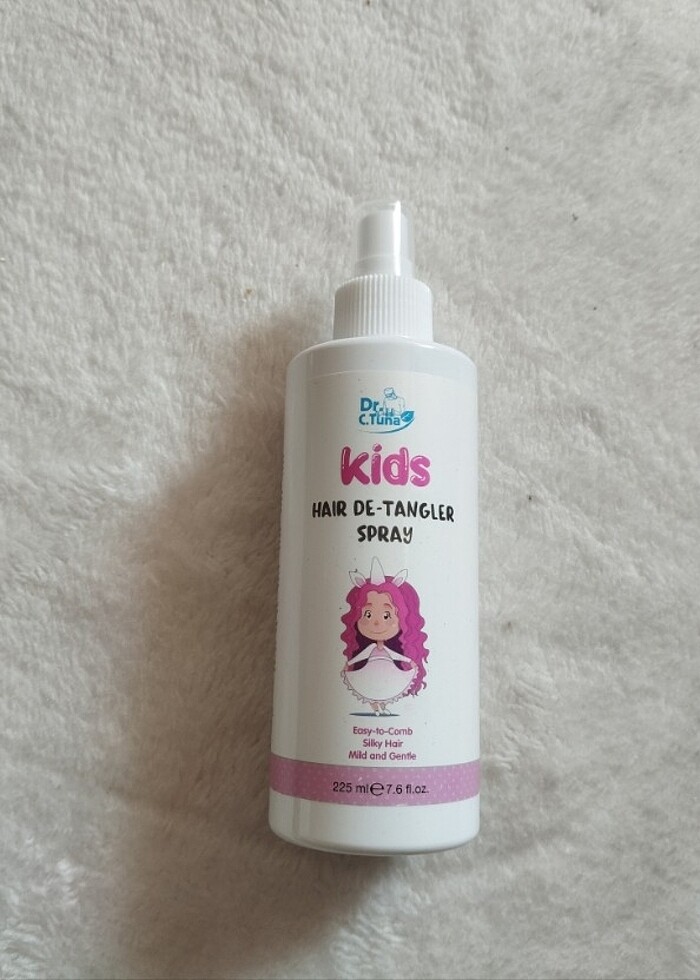 Dr.
C.Tuna
kids
HAIR DE-TANGLER
SPRAY
Easy-to-Comb
Silky Hair
Mild and Gentle
225 ml℮7.6 fl.oz.